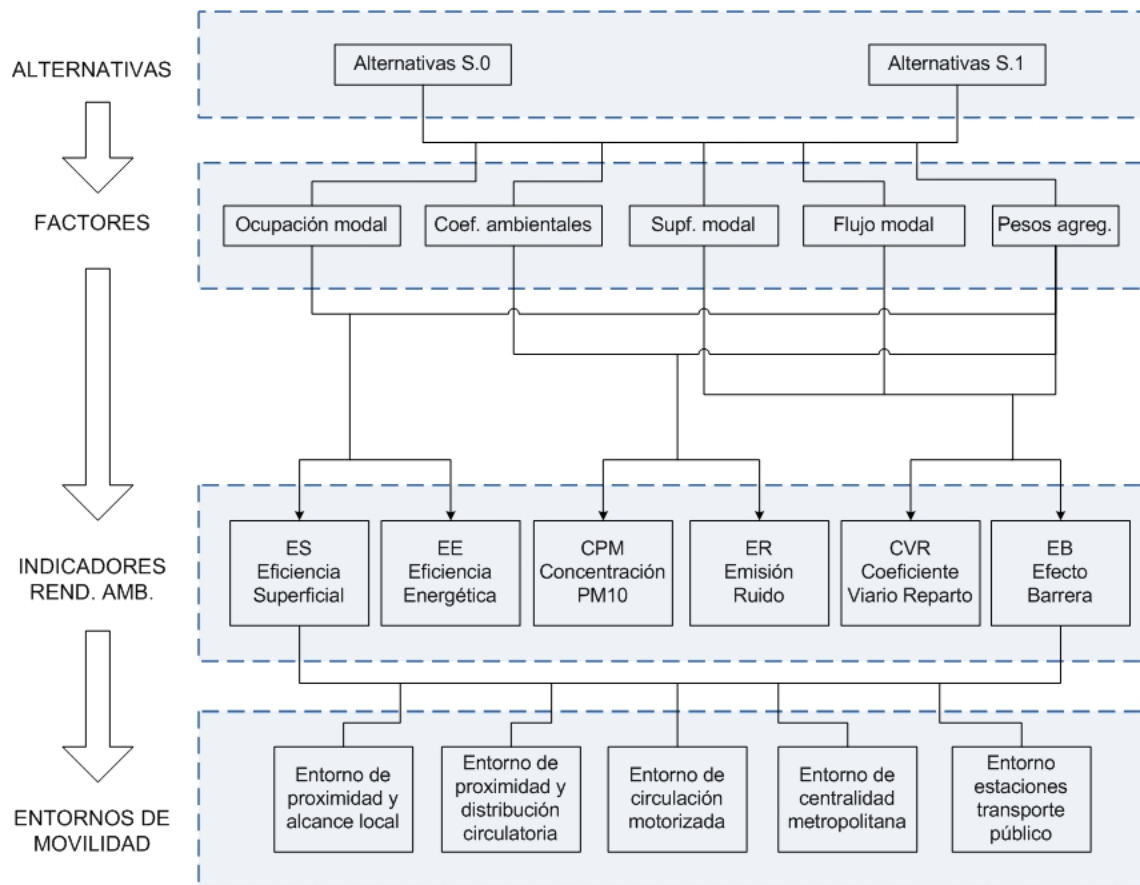 ALTERNATIVAS
Alternativas S.0
Alternativas S.1
FACTORES
Ocupación modal
Coef. ambientales
Supf. modal
Flujo modal
Pesos agreg.
INDICADORES
REND. AMB.
ES
Eficiencia
Superficial
EE
Eficiencia
Energética
CPM
Concentración
PM10
ER
Emisión
Ruido
CVR
Coeficiente
Viario Reparto
EB
Efecto
Barrera
ENTORNOS DE
MOVILIDAD
Entorno de
proximidad y
alcance local
Entorno de
proximidad y
distribución
circulatoria
Entorno de
circulación
motorizada
Entorno de
centralidad
metropolitana
Entorno
estaciones
transporte
público